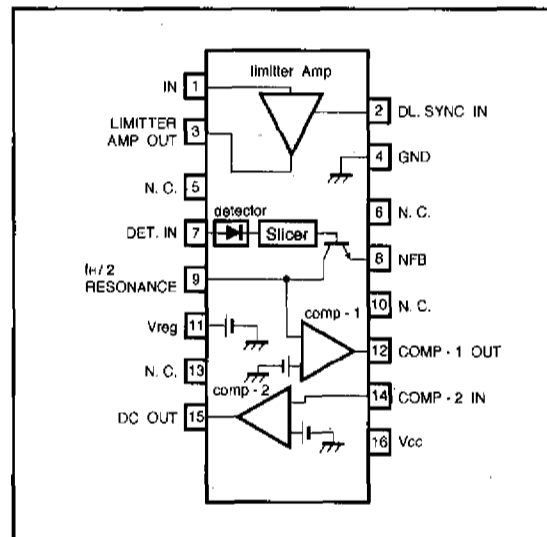 limitter Amp
IN 1
2 DL. SYNC IN
LIMITTER
AMP OUT 3
4 GND
N. C. 5
6 N. C.
detector
DET. IN 7
Slicer
8 NFB
fH/2
RESONANCE 9
10 N. C.
comp - 1
Vreg 11
12 COMP - 1 OUT
N. C. 13
comp - 2
14 COMP - 2 IN
DC OUT 15
16 Vcc